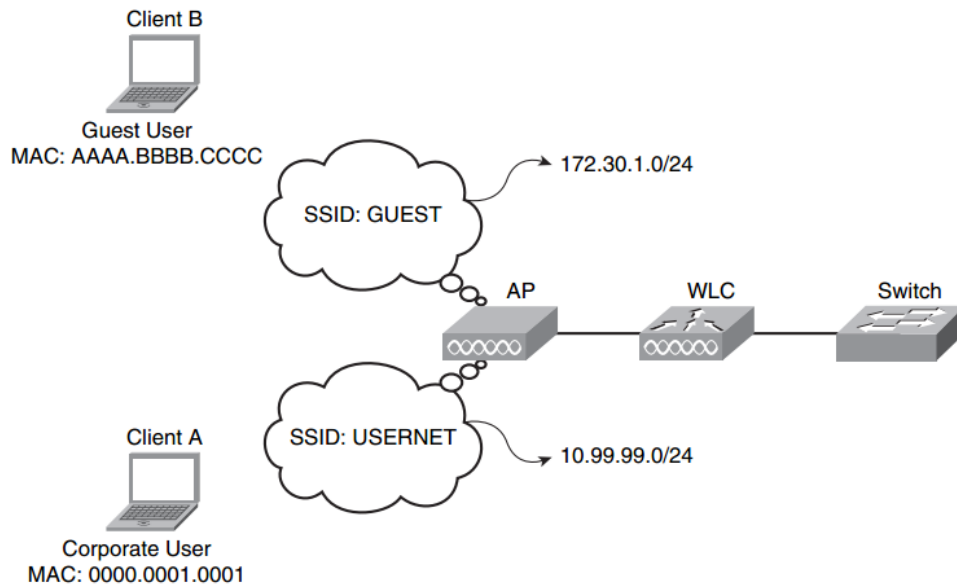 Client B
Guest User
MAC: AAAA.BBBB.CCCC
172.30.1.0/24
SSID: GUEST
AP
WLC
Switch
SSID: USERNET
10.99.99.0/24
Client A
Corporate User
MAC: 0000.0001.0001